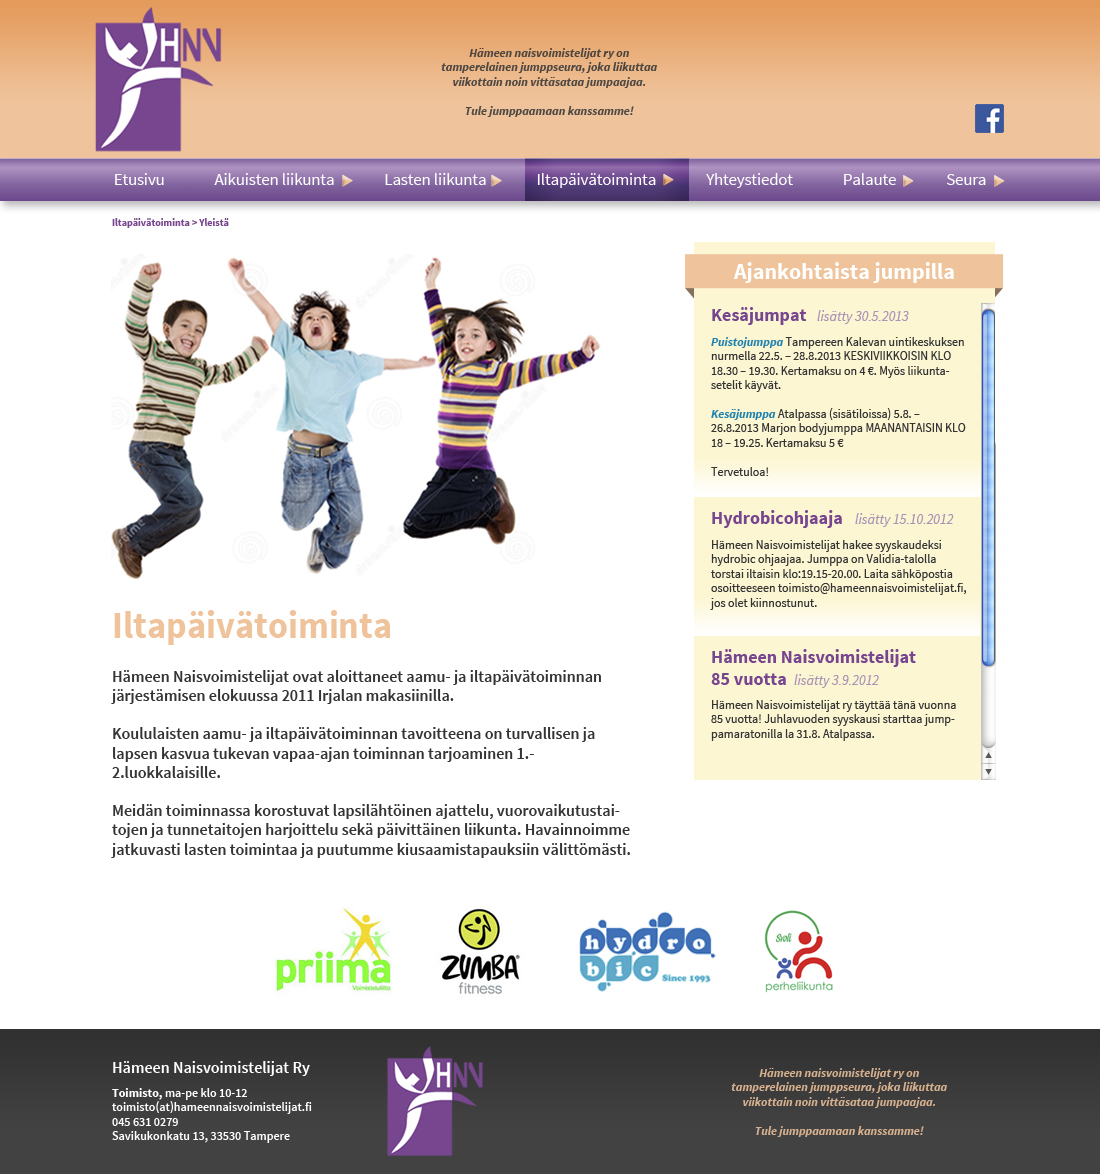 HNN
Hämeen naisvoimistelijat ry on
tamperelainen jumppseura, joka liikuttaa
viikottain noin vittäsataa jumpaajaa.
Tule jumppaamaan kanssamme!
Etusivu Aikuisten liikunta Lasten liikunta Iltapäivätoiminta Yhteystiedot Palaute Seura
Iltapäivätoiminta > Yleistä
Iltapäivätoiminta
Hämeen Naisvoimistelijat ovat aloittaneet aamu- ja iltapäivätoiminnan
järjestämisen elokuussa 2011 Irjalan makasiinilla.
Koululaisten aamu- ja iltapäivätoiminnan tavoitteena on turvallisen ja
lapsen kasvua tukevan vapaa-ajan toiminnan tarjoaminen 1.-
2.luokkalaisille.
Meidän toiminnassa korostuvat lapsilähtöinen ajattelu, vuorovaikutustai-
tojen ja tunnetaitojen harjoittelu sekä päivittäinen liikunta. Havainnoimme
jatkuvasti lasten toimintaa ja puutumme kiusaamistapauksiin välittömästi.
Ajankohtaista jumpilla
Kesäjumpat lisätty 30.5.2013
Puistojumppa Tampereen Kalevan uintikeskuksen
nurmella 22.5. – 28.8.2013 KESKIVIIKKOISIN KLO
18.30 – 19.30. Kertamaksu on 4 €. Myös liikunta-
setelit käyvät.
Kesäjumppa Atalpassa (sisätiloissa) 5.8. –
26.8.2013 Marjon bodyjumppa MAANANTAISIN KLO
18 – 19.25. Kertamaksu 5 €
Tervetuloa!
Hydrobicohjaaja lisätty 15.10.2012
Hämeen Naisvoimistelijat hakee syyskaudeksi
hydrobic ohjaajaa. Jumppa on Validia-talolla
torstai iltaisin klo:19.15-20.00. Laita sähköpostia
osoitteeseen toimisto@hameennaisvoimistelijat.fi,
jos olet kiinnostunut.
Hämeen Naisvoimistelijat
85 vuotta lisätty 3.9.2012
Hämeen Naisvoimistelijat ry täyttää tänä vuonna
85 vuotta! Juhlavuoden syyskausi starttaa jump-
pamaratonilla la 31.8. Atalpassa.
priima
Voimisteluliitto
ZUMBA
fitness
hydro
bic
Since 1993
Svoli
perheliikunta
Hämeen Naisvoimistelijat Ry
Toimisto, ma-pe klo 10-12
toimisto(at)hameennaisvoimistelijat.fi
045 631 0279
Savikukonkatu 13, 33530 Tampere
HNN
Hämeen naisvoimistelijat ry on
tamperelainen jumppseura, joka liikuttaa
viikottain noin vittäsataa jumpaajaa.
Tule jumppaamaan kanssamme!